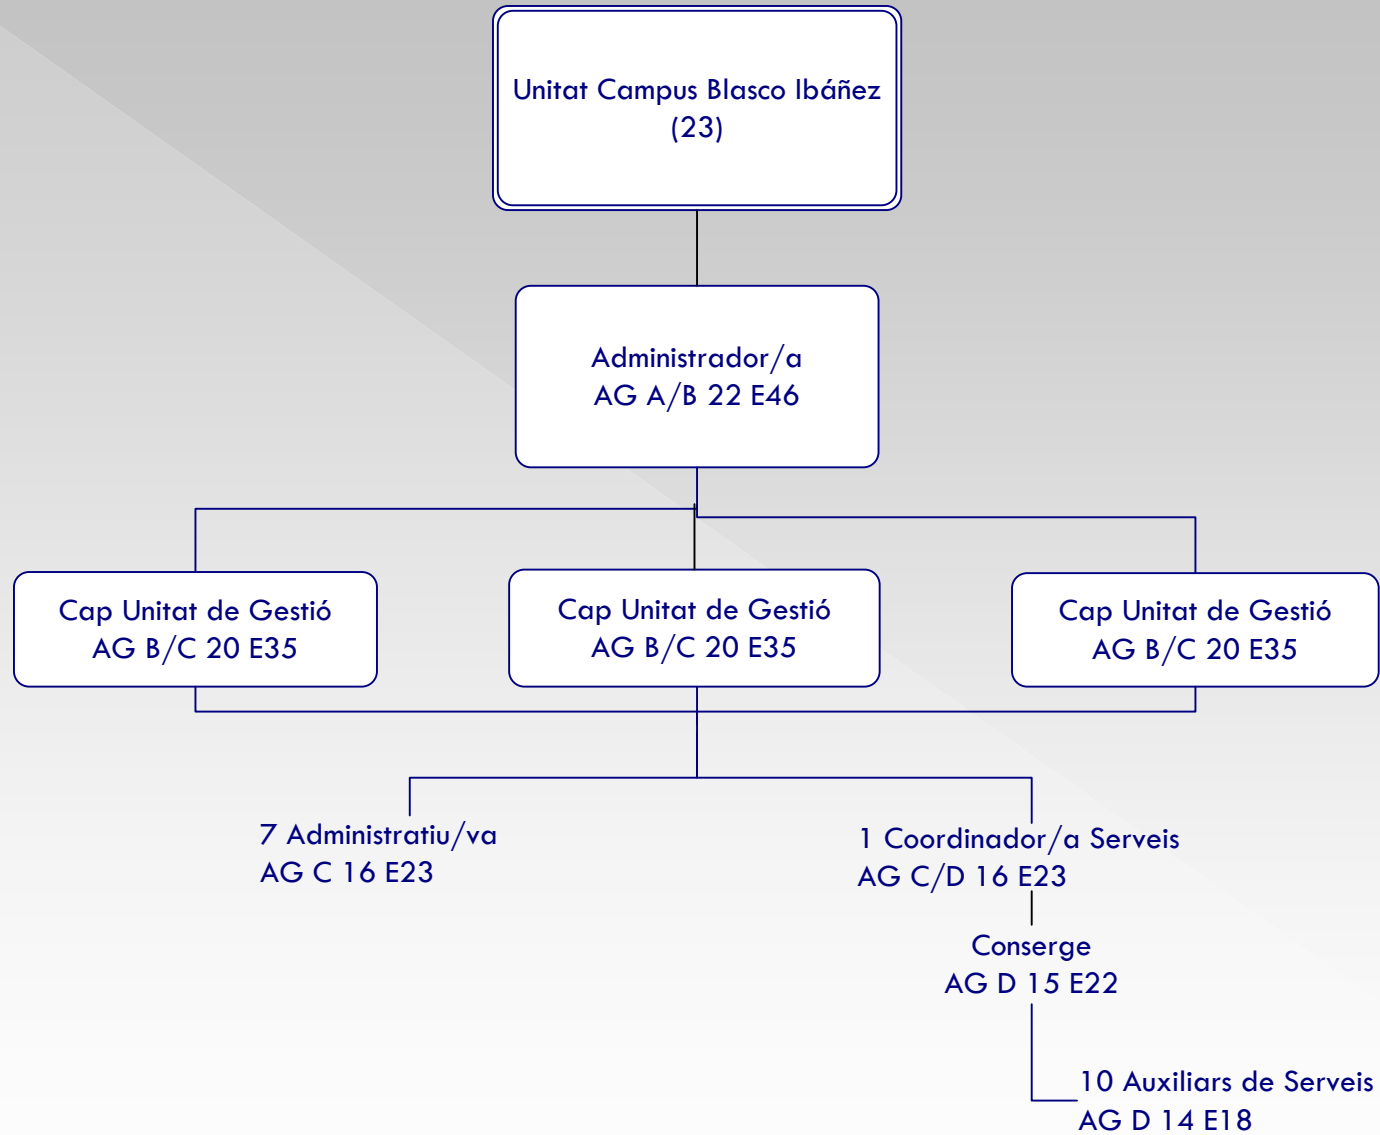 Unitat Campus Blasco Ibáñez
(23)
Administrador/a
AG A/B 22 E46
Cap Unitat de Gestió
AG B/C 20 E35
Cap Unitat de Gestió
AG B/C 20 E35
Cap Unitat de Gestió
AG B/C 20 E35
7 Administratiu/va
AG C 16 E23
1 Coordinador/a Serveis
AG C/D 16 E23
Conserge
AG D 15 E22
10 Auxiliars de Serveis
AG D 14 E18